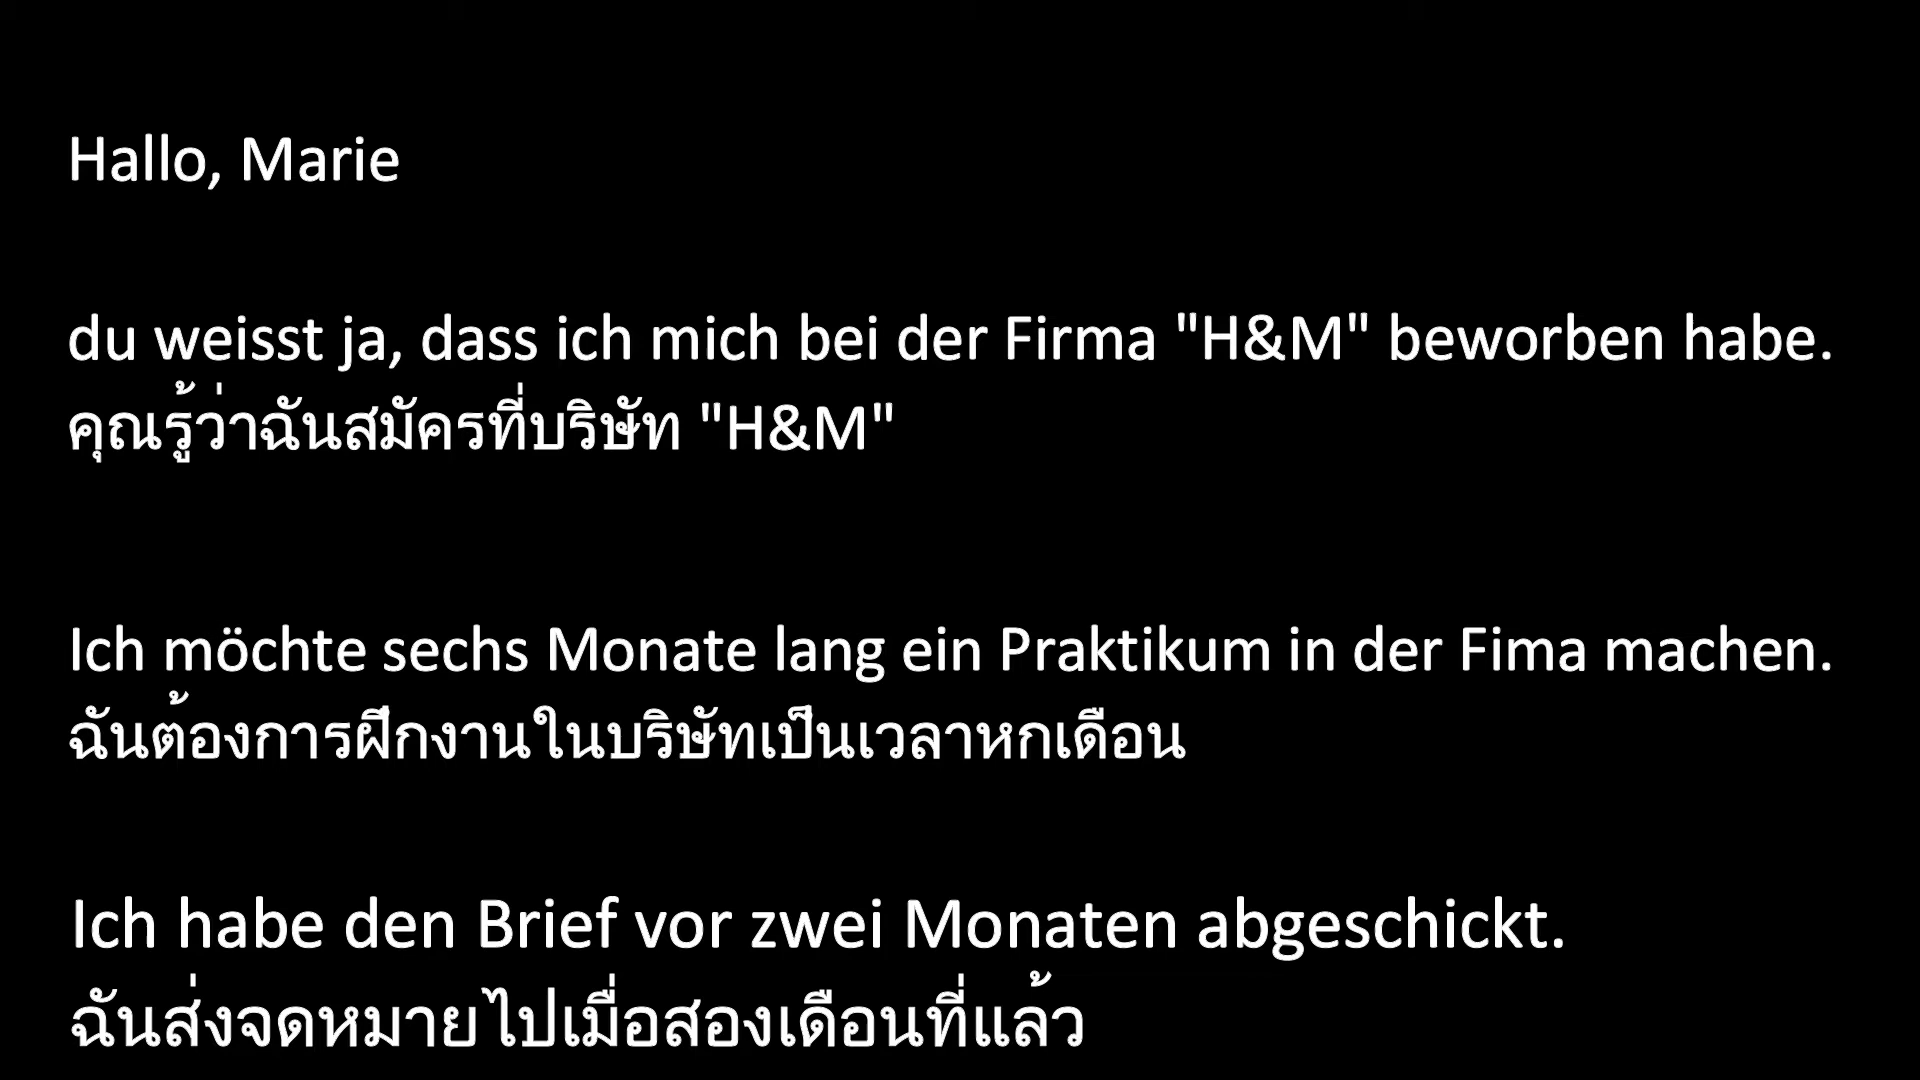 Hallo, Marie
du weisst ja, dass ich mich bei der Firma "H&M" beworben habe.
คุณรู้ว่าฉันสมัครที่บริษัท "H&M"
Ich möchte sechs Monate lang ein Praktikum in der Fima machen.
ฉันต้องการฝึกงานในบริษัทเป็นเวลาหกเดือน
Ich habe den Brief vor zwei Monaten abgeschickt.
ฉันส่งจดหมายไปเมื่อสองเดือนที่แล้ว